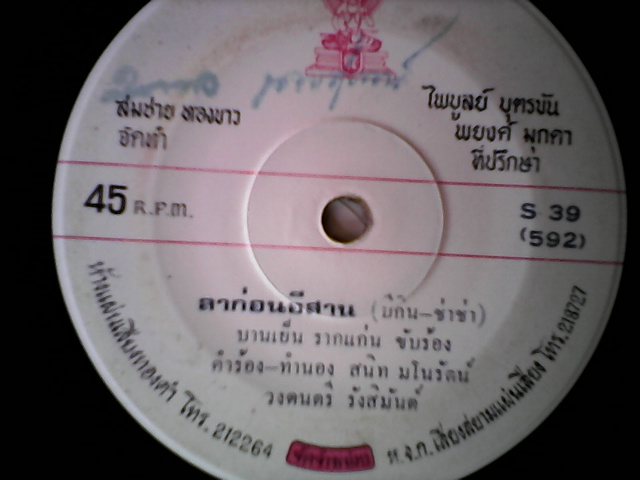 สมชาย ทองขาว
จัดทำ
ไพบูลย์ บุตรขัน
พยงค์ มุกดา
ที่ปรึกษา
45 R.P.M.
S 39
(592)
ลาก่อนอีสาน (บีกิน-ช่าช่า)
บานเย็น รากแก่น ขับร้อง
คำร้อง-ทำนอง สนิท มโนรัตน์
วงดนตรี รังสิมันต์
ห้างแผ่นเสียงทองคำ โทร. 212264
ห.จ.ก. เสียงสยามแผ่นเสียง โทร. 218727